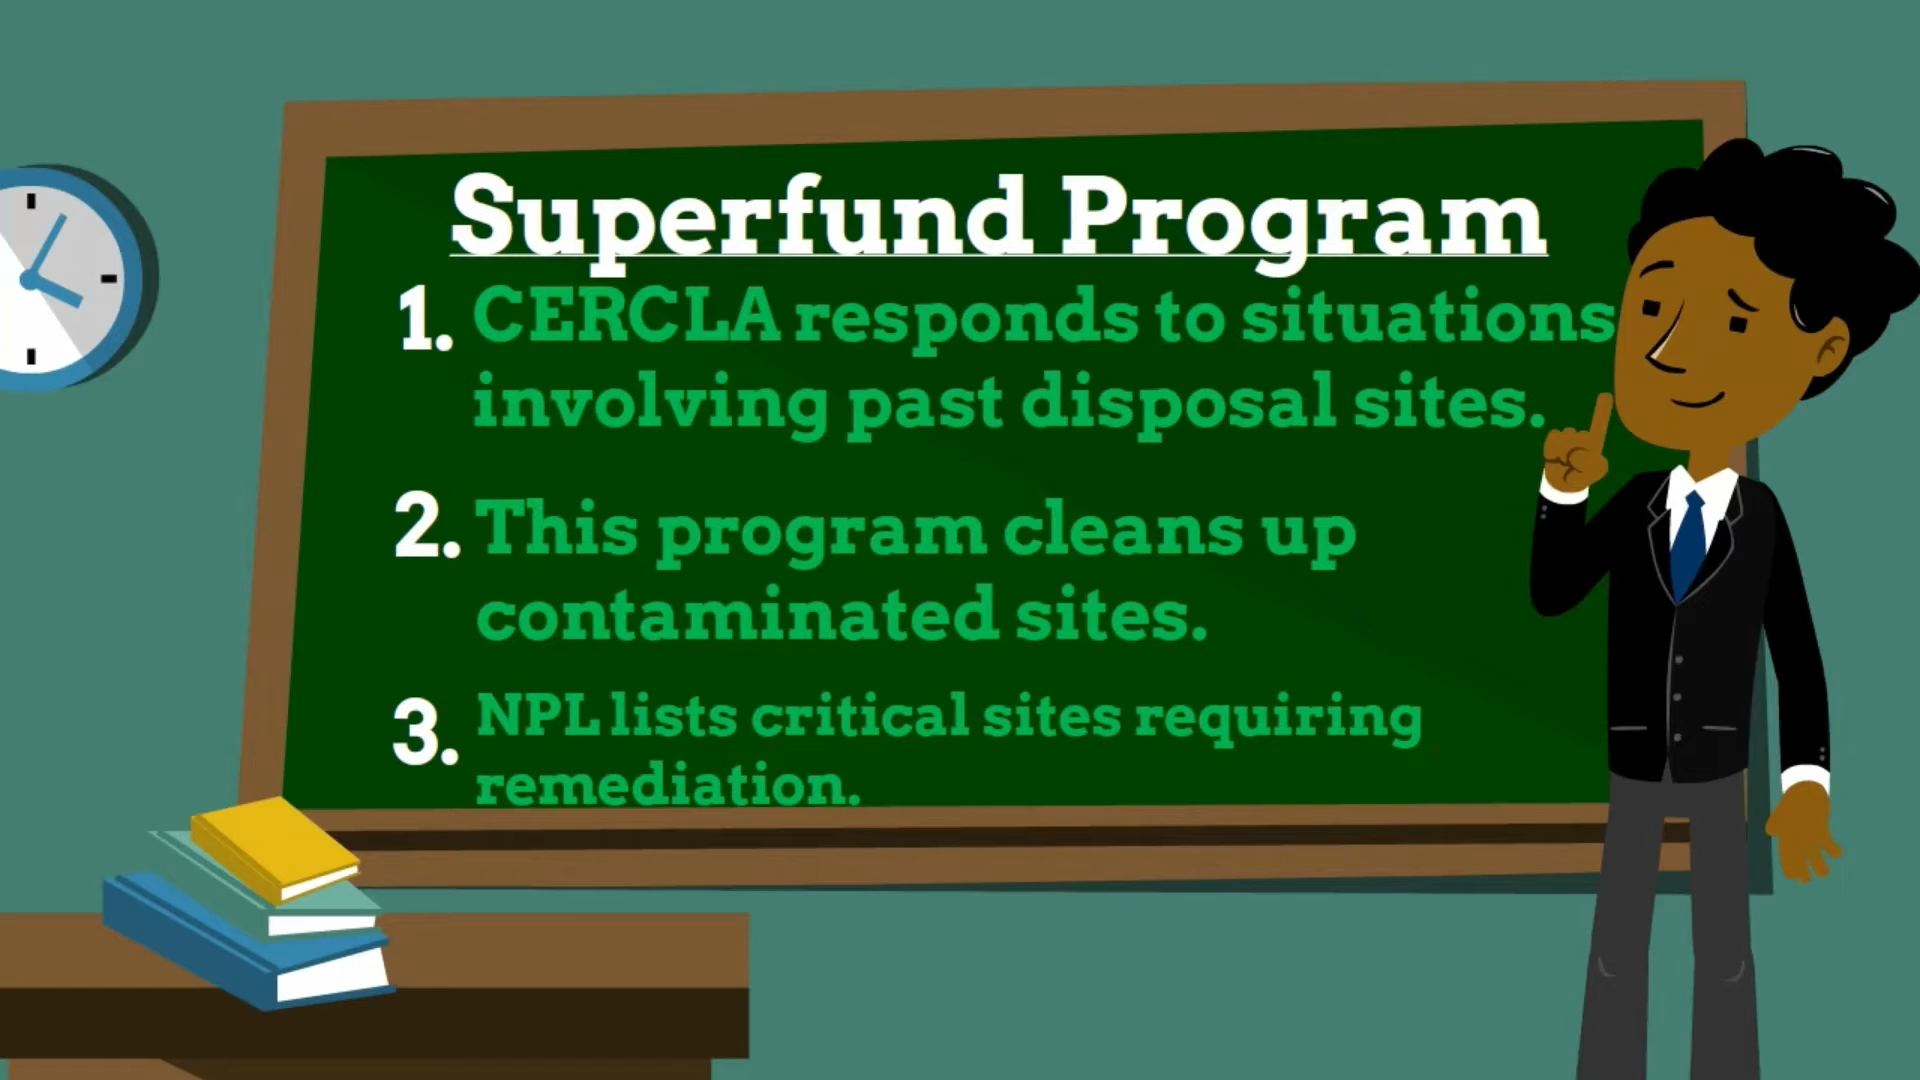 Superfund Program
1. CERCLA responds to situations
involving past disposal sites.
2. This program cleans up
contaminated sites.
3. NPL lists critical sites requiring
remediation.